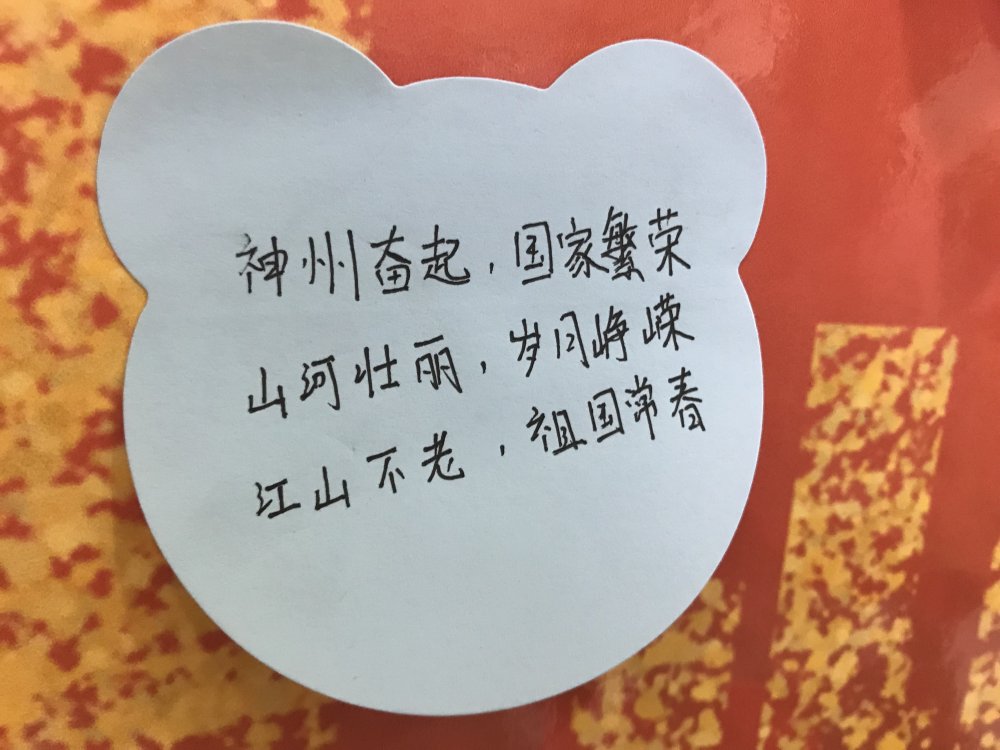 神州奋起，国家繁荣
山河壮丽，岁月峥嵘
江山不老，祖国常春